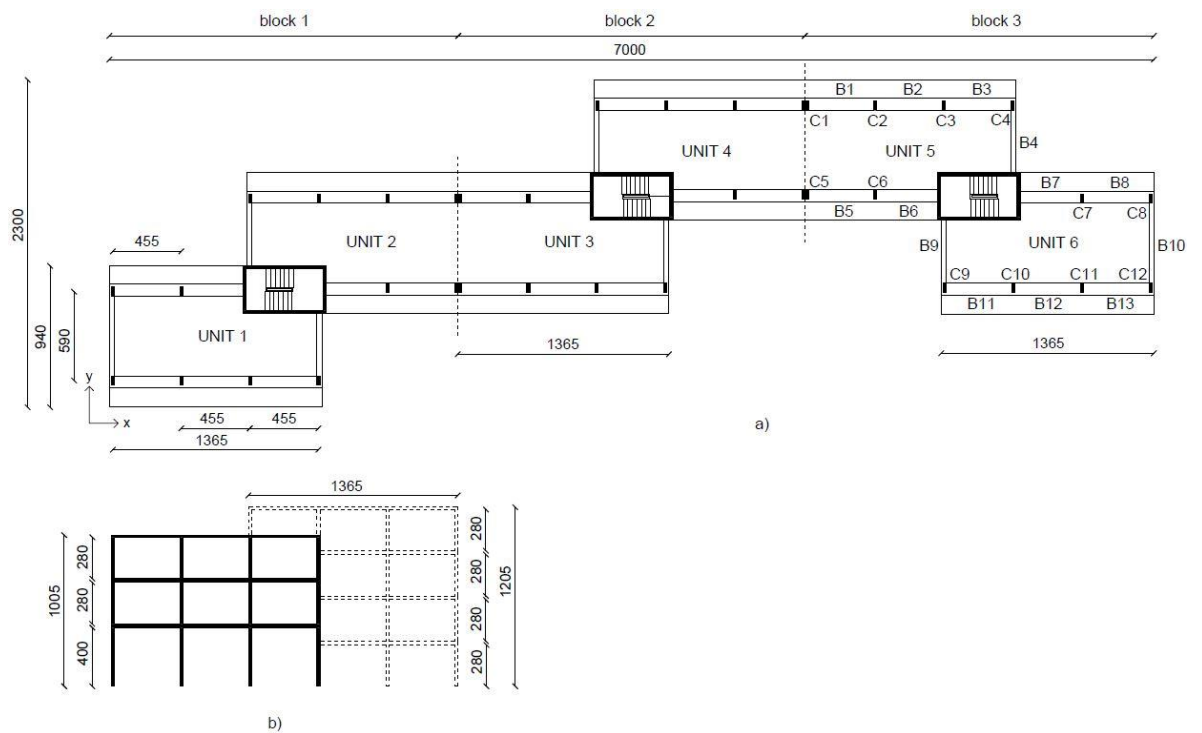 block 1 block 2 block 3
7000
B1 B2 B3
C1 C2 C3 C4
B4
UNIT 4 UNIT 5
C5 C6 B7 B8
B5 B6 C7 C8
2300
455
UNIT 2 UNIT 3 B9 UNIT 6 B10
C9 C10 C11 C12
B11 B12 B13
940
590
UNIT 1
1365 1365
y
x
455 455
1365
a)
1365
1005
280
280
400
280
280
280
280
1205
b)